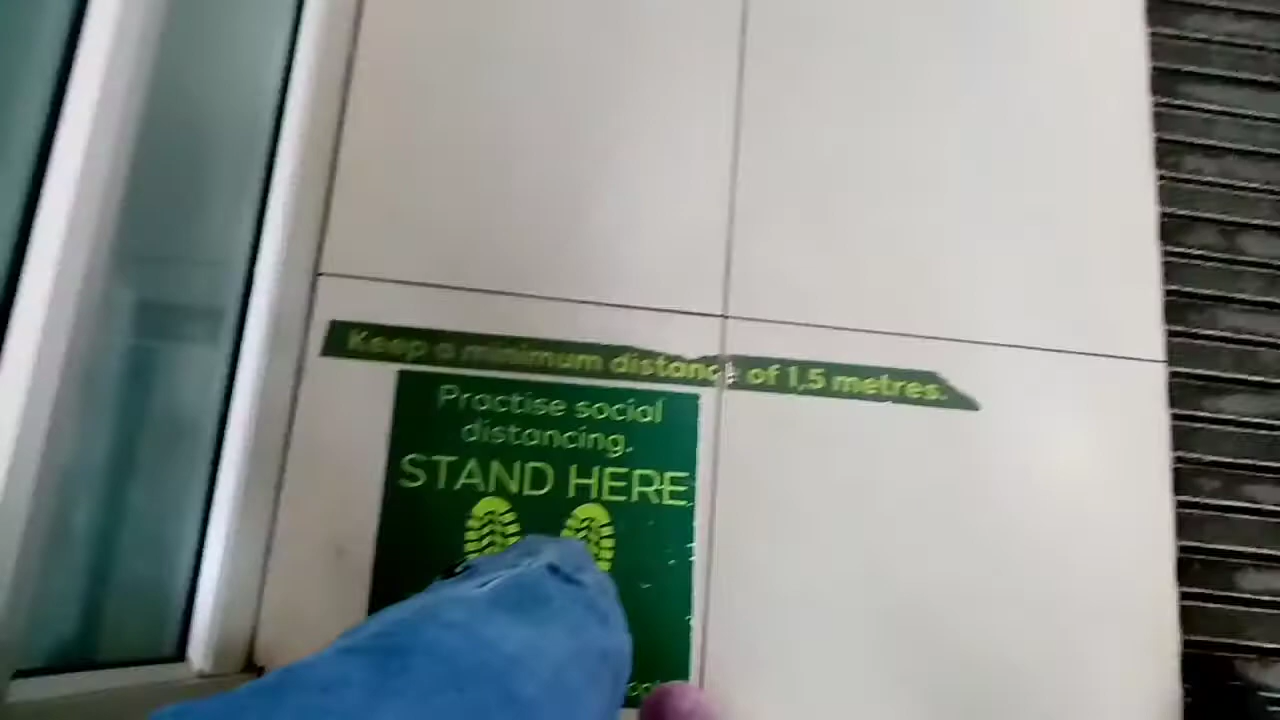 Keep a minimum distance of 1,5 metres.
Practise social
distancing.
STAND HERE